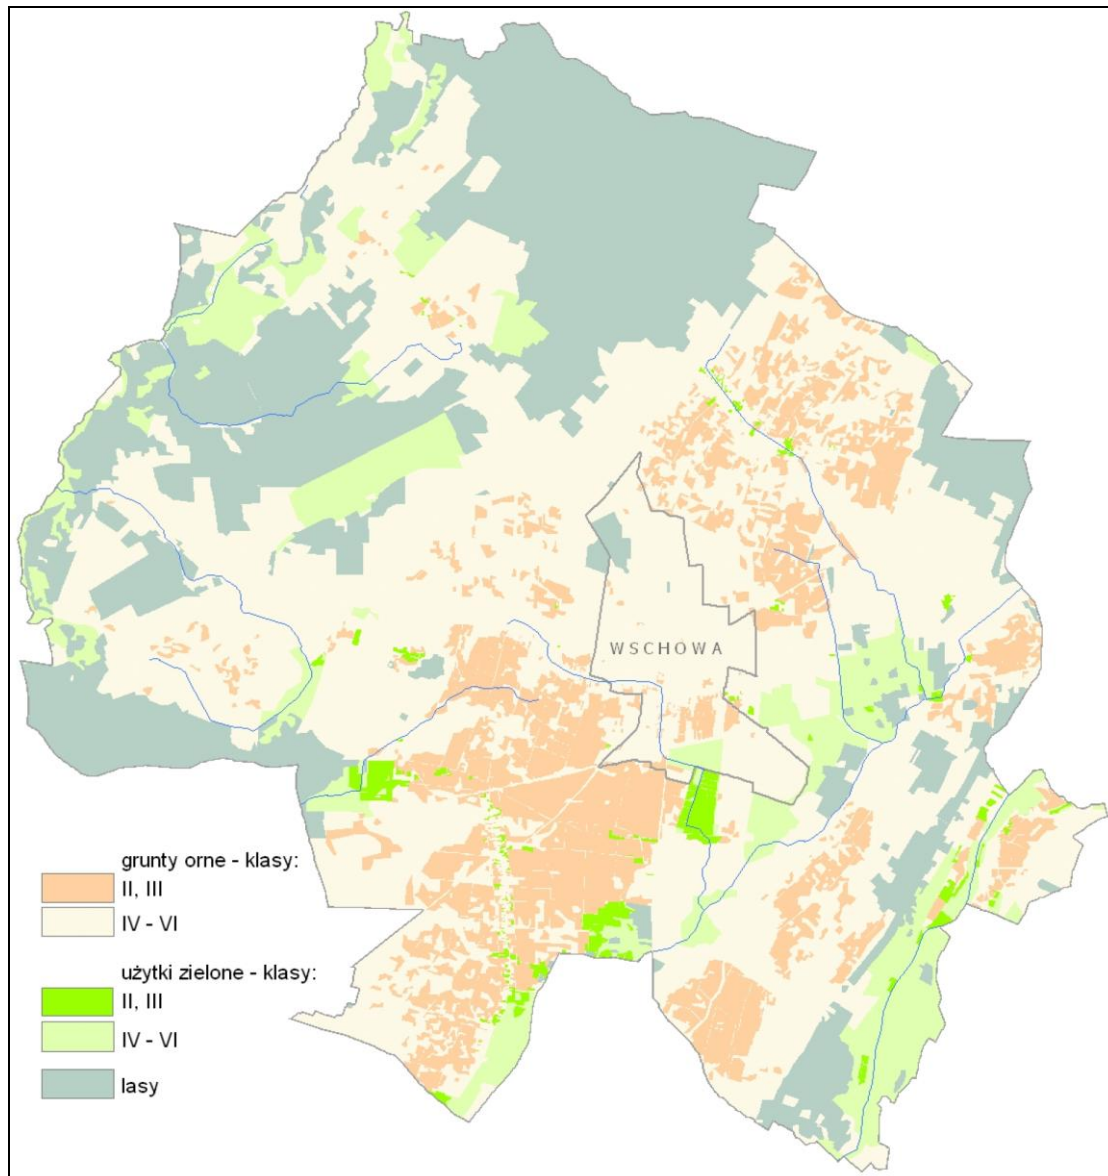 WSCHOWA
grunty orne - klasy:
II, III
IV - VI
użytki zielone - klasy:
II, III
IV - VI
lasy